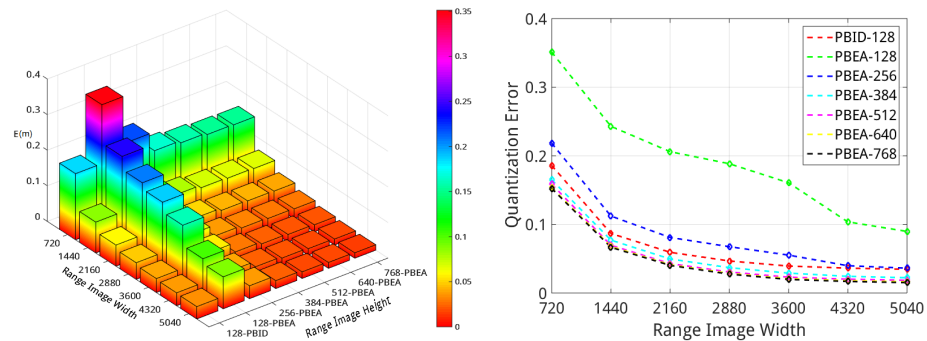 0.4
0.3
E(m)
0.2
0.1
0
720
1440
2160
2880
3600
4320
5040
Range Image Width
128-PBID
128-PBEA
256-PBEA
384-PBEA
512-PBEA
640-PBEA
768-PBEA
Range Image Height
0.35
0.3
0.25
0.2
0.15
0.1
0.05
0
0.4
0.3
0.2
0.1
0
Quantization Error
720 1440 2160 2880 3600 4320 5040
Range Image Width
PBID-128
PBEA-128
PBEA-256
PBEA-384
PBEA-512
PBEA-640
PBEA-768